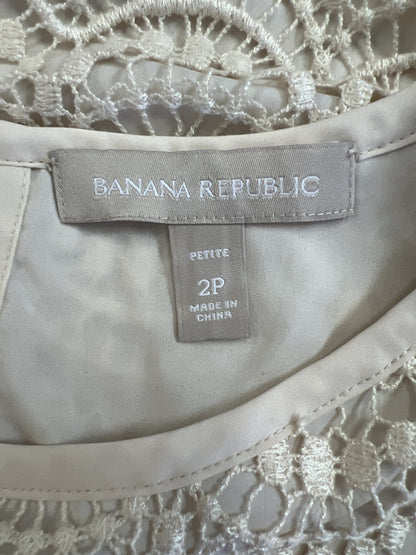 BANANA REPUBLIC
PETITE
2P
MADE IN
CHINA